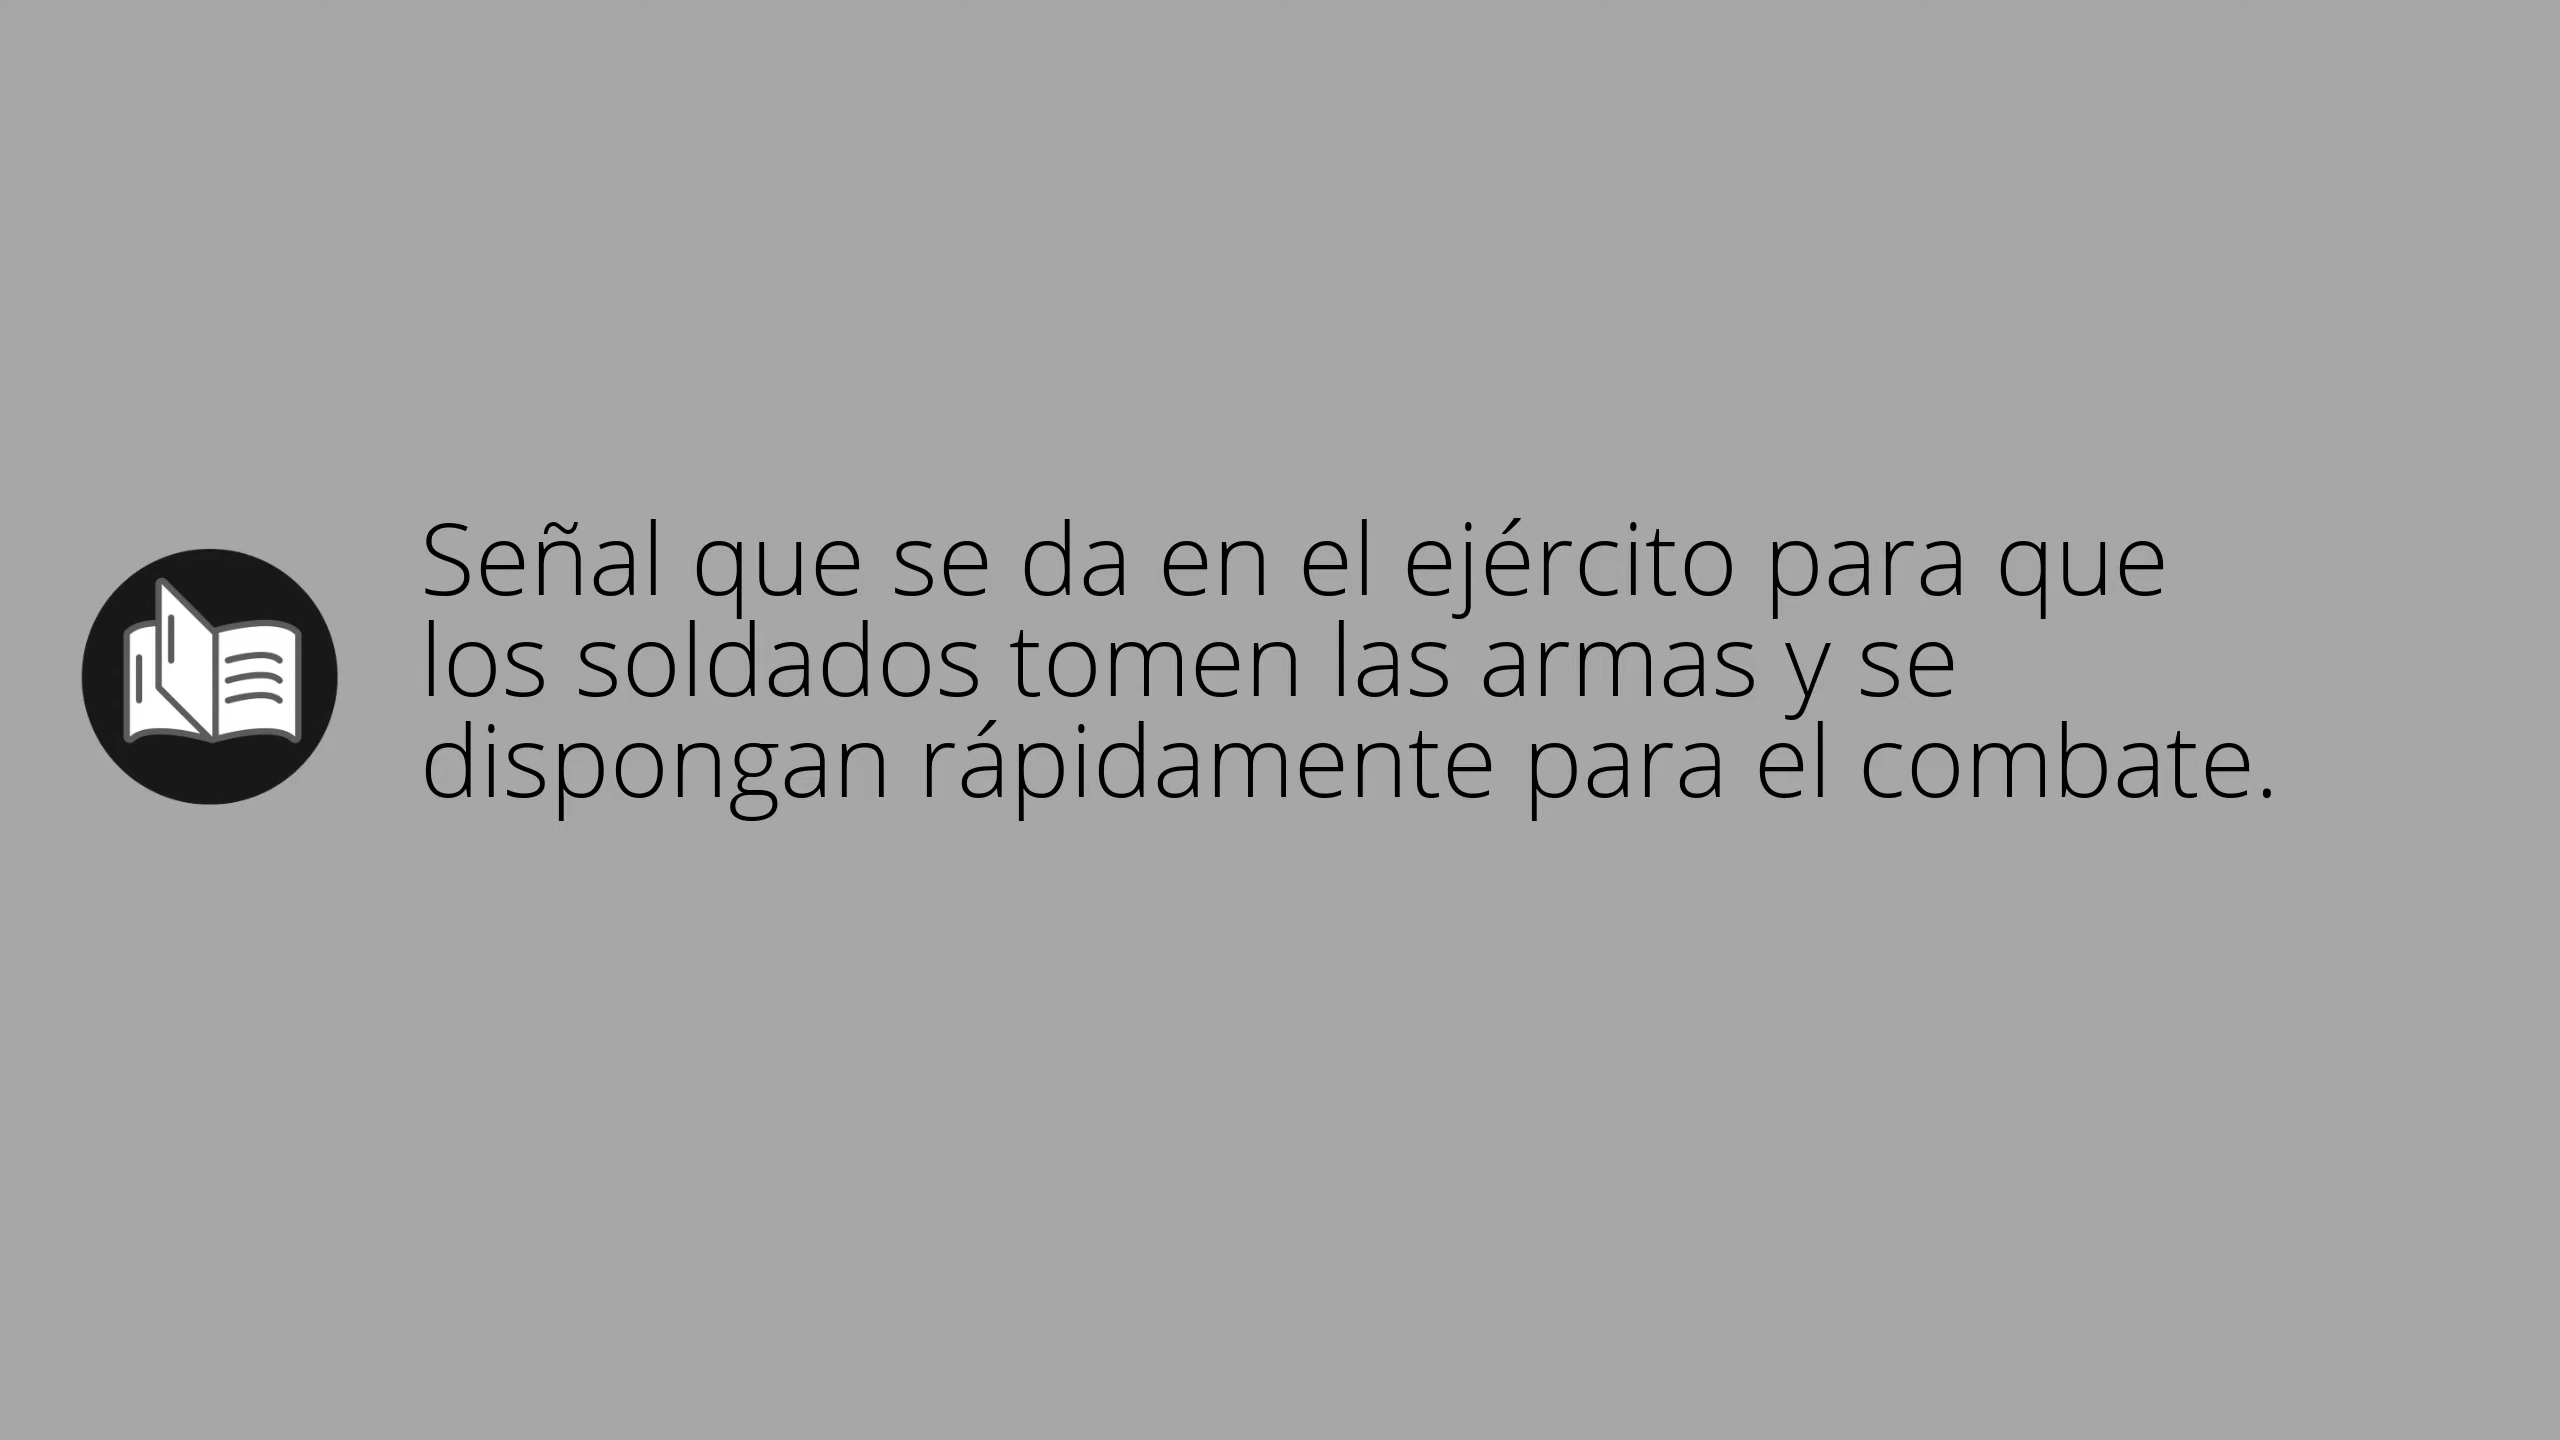 Señal que se da en el ejército para que
los soldados tomen las armas y se
dispongan rápidamente para el combate.